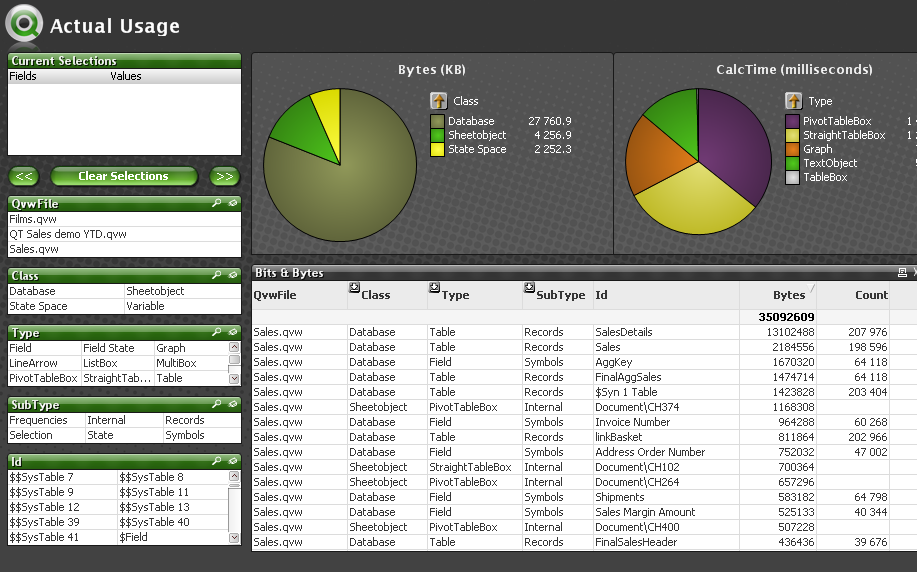 Actual Usage
Current Selections
Fields Values
<< Clear Selections >>
QvwFile
Films.qvw
QT Sales demo YTD.qvw
Sales.qvw
Class
Database Sheetobject
State Space Variable
Type
Field Field State Graph
LineArrow ListBox MultiBox
PivotTableBox StraightTab... Table
SubType
Frequencies Internal Records
Selection State Symbols
Id
$$SysTable 7 $$SysTable 8
$$SysTable 9 $$SysTable 11
$$SysTable 12 $$SysTable 13
$$SysTable 39 $$SysTable 40
$$SysTable 41 $Field
Bytes (KB)
Class
Database 27 760.9
Sheetobject 4 256.9
State Space 2 252.3
CalcTime (milliseconds)
Type
PivotTableBox 1
StraightTableBox 1
Graph
TextObject
TableBox
Bits & Bytes
QvwFile Class Type SubType Id Bytes Count
35092609
Sales.qvw Database Table Records SalesDetails 13102488 207 976
Sales.qvw Database Table Records Sales 2184556 198 596
Sales.qvw Database Field Symbols AggKey 1670320 64 118
Sales.qvw Database Table Records FinalAggSales 1474714 64 118
Sales.qvw Database Table Records $Syn 1 Table 1423828 203 404
Sales.qvw Sheetobject PivotTableBox Internal Document\CH374 1168308
Sales.qvw Database Field Symbols Invoice Number 964288 60 268
Sales.qvw Database Table Records linkBasket 811864 202 966
Sales.qvw Database Field Symbols Address Order Number 752032 47 002
Sales.qvw Sheetobject StraightTableBox Internal Document\CH102 700364
Sales.qvw Sheetobject PivotTableBox Internal Document\CH264 657296
Sales.qvw Database Field Symbols Shipments 583182 64 798
Sales.qvw Database Field Symbols Sales Margin Amount 525133 40 344
Sales.qvw Sheetobject PivotTableBox Internal Document\CH400 507228
Sales.qvw Database Table Records FinalSalesHeader 436436 39 676